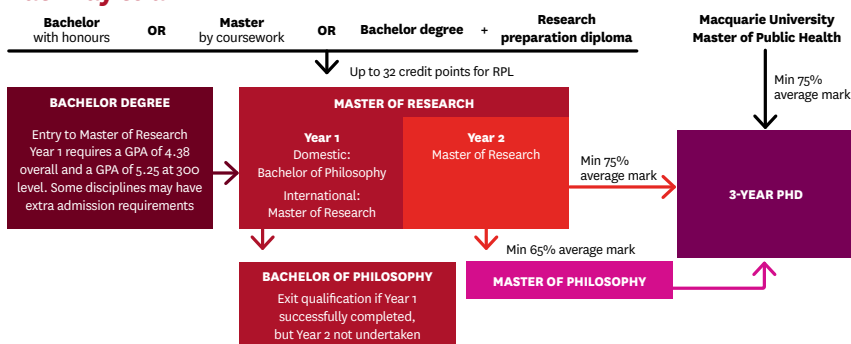 Bachelor
with honours
OR
Master
by coursework
OR
Bachelor degree
+
Research
preparation diploma
Macquarie University
Master of Public Health
Up to 32 credit points for RPL
Min 75%
average mark
BACHELOR DEGREE
Entry to Master of Research
Year 1 requires a GPA of 4.38
overall and a GPA of 5.25 at 300
level. Some disciplines may have
extra admission requirements
MASTER OF RESEARCH
Year 1
Domestic:
Bachelor of Philosophy
International:
Master of Research
Year 2
Master of Research
Min 75%
average mark
3-YEAR PHD
Min 65% average mark
BACHELOR OF PHILOSOPHY
Exit qualification if Year 1
successfully completed,
but Year 2 not undertaken
MASTER OF PHILOSOPHY